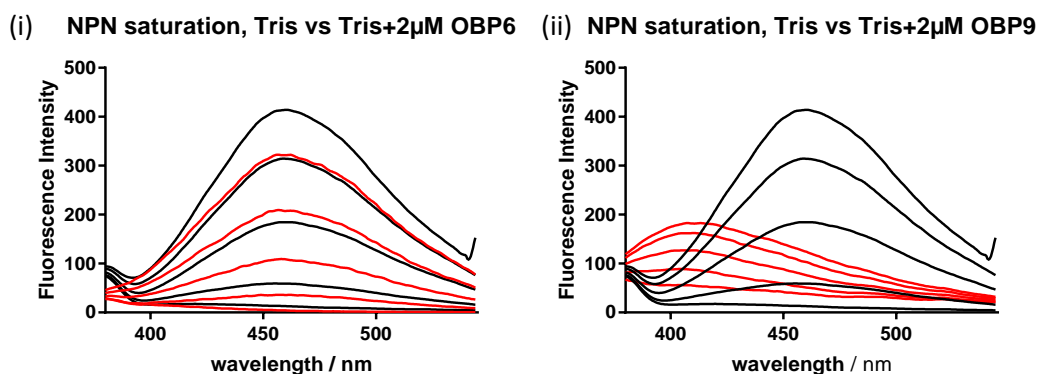 (i) NPN saturation, Tris vs Tris+2µM OBP6
500
400
300
200
100
0
Fluorescence Intensity
400 450 500
wavelength / nm
(ii) NPN saturation, Tris vs Tris+2µM OBP9
500
400
300
200
100
0
Fluorescence Intensity
400 450 500
wavelength / nm